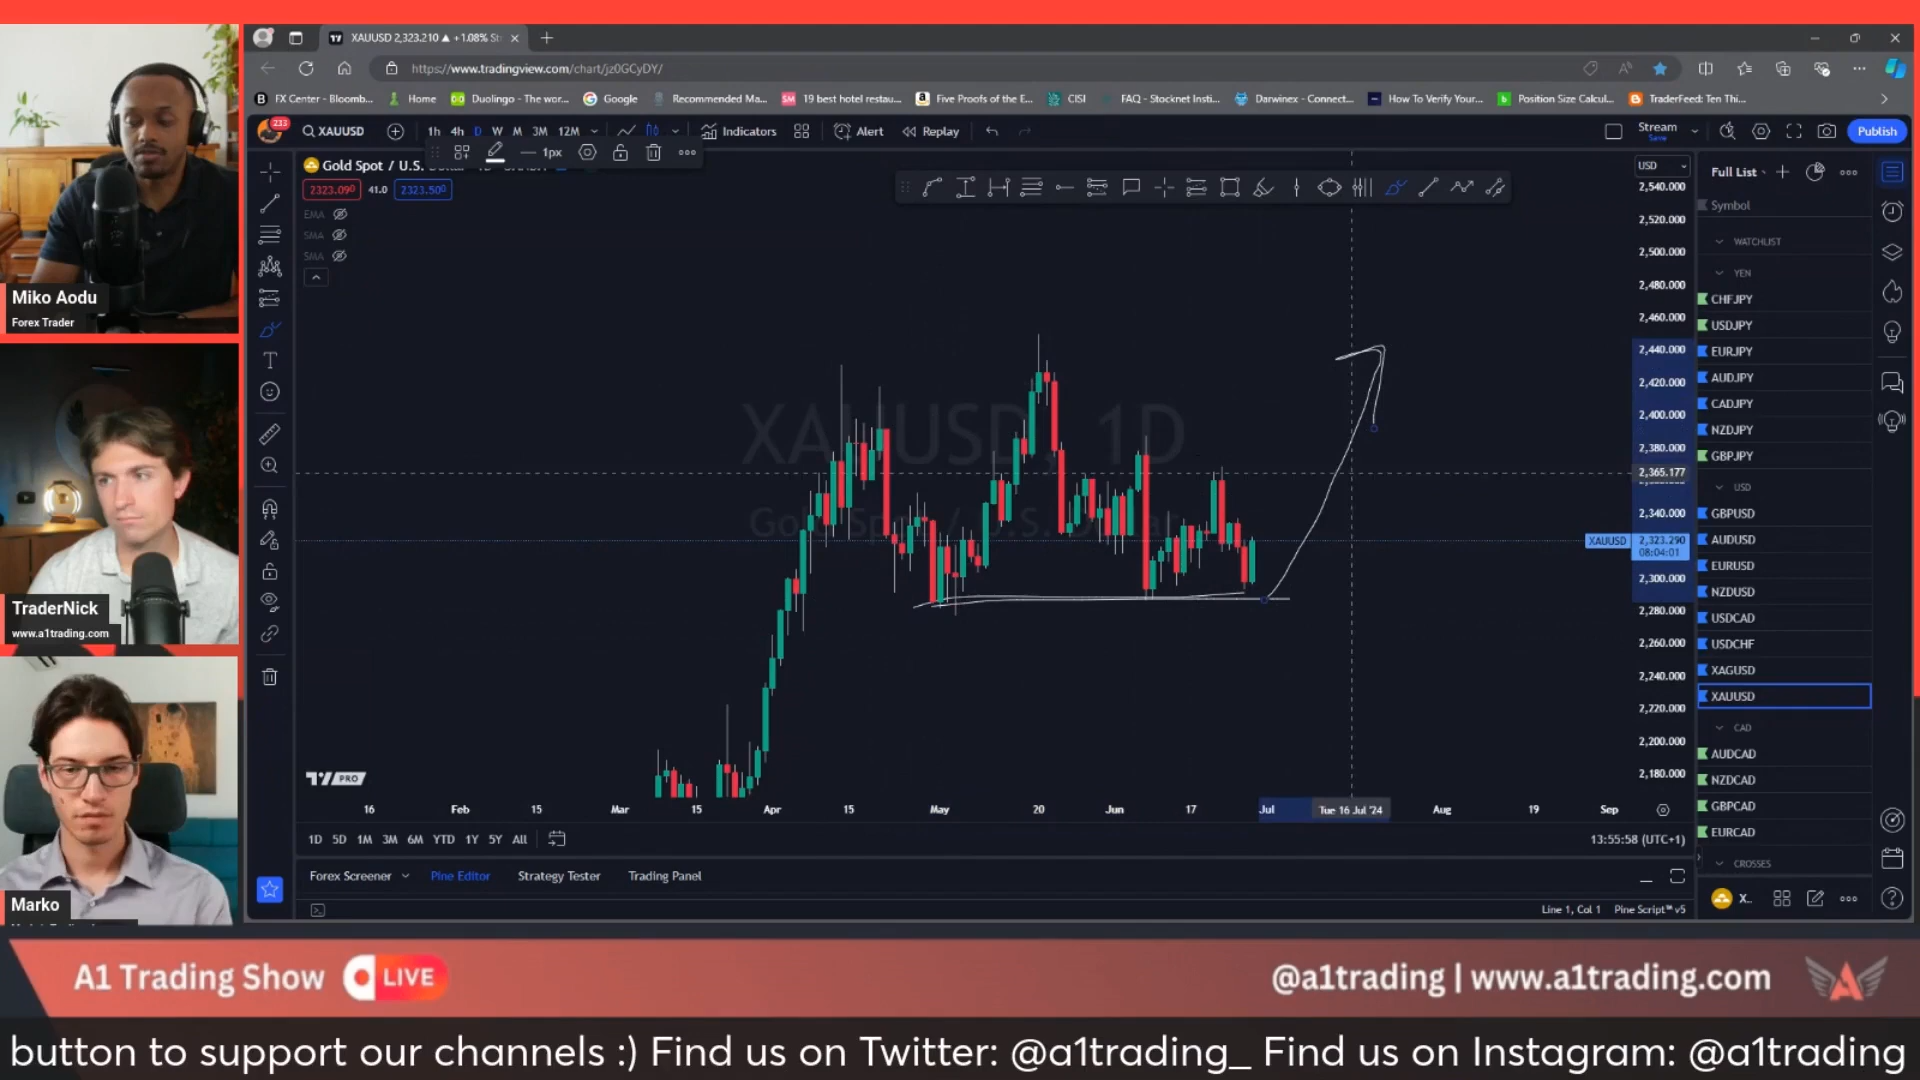 XAUUSD 2,323.210 ▲ +1.08% St
https://www.tradingview.com/chart/jz0GCyDY/
FX Center - Bloomb...
Home
Duolingo - The wor...
Google
Recommended Ma...
19 best hotel restau...
Five Proofs of the E...
CISI
FAQ - Stocknet Insti...
Darwinex - Connect...
How To Verify Your...
Position Size Calcul...
TraderFeed: Ten Thi...
233
XAUUSD
1h 4h D W M 3M 12M
Indicators
Alert
Replay
Stream
Save
Publish
1px
Gold Spot / U.S.
2323.090
41.0
2323.500
EMA
SMA
SMA
XAUUSD, 1D
Gold Spot / U.S. Dollar
USD
2,540.000
2,520.000
2,500.000
2,480.000
2,460.000
2,440.000
2,420.000
2,400.000
2,380.000
2,365.177
2,340.000
XAUUSD 2,323.290
08:04:01
2,300.000
2,280.000
2,260.000
2,240.000
2,220.000
2,200.000
2,180.000
TV PRO
16 Feb 15 Mar 15 Apr 15 May 20 Jun 17 Jul Tue 16 Jul '24 Aug 19 Sep
1D 5D 1M 3M 6M YTD 1Y 5Y All
13:55:58 (UTC+1)
Forex Screener
Pine Editor
Strategy Tester
Trading Panel
Line 1, Col 1 Pine Script™ v5
Full List
Symbol
WATCHLIST
YEN
CHFJPY
USDJPY
EURJPY
AUDJPY
CADJPY
NZDJPY
GBPJPY
USD
GBPUSD
AUDUSD
EURUSD
NZDUSD
USDCAD
USDCHF
XAGUSD
XAUUSD
CAD
AUDCAD
NZDCAD
GBPCAD
EURCAD
CROSSES
X..
Miko Aodu
Forex Trader
TraderNick
www.a1trading.com
Marko
A1 Trading Show
LIVE
@a1trading | www.a1trading.com
button to support our channels :) Find us on Twitter: @a1trading_ Find us on Instagram: @a1trading